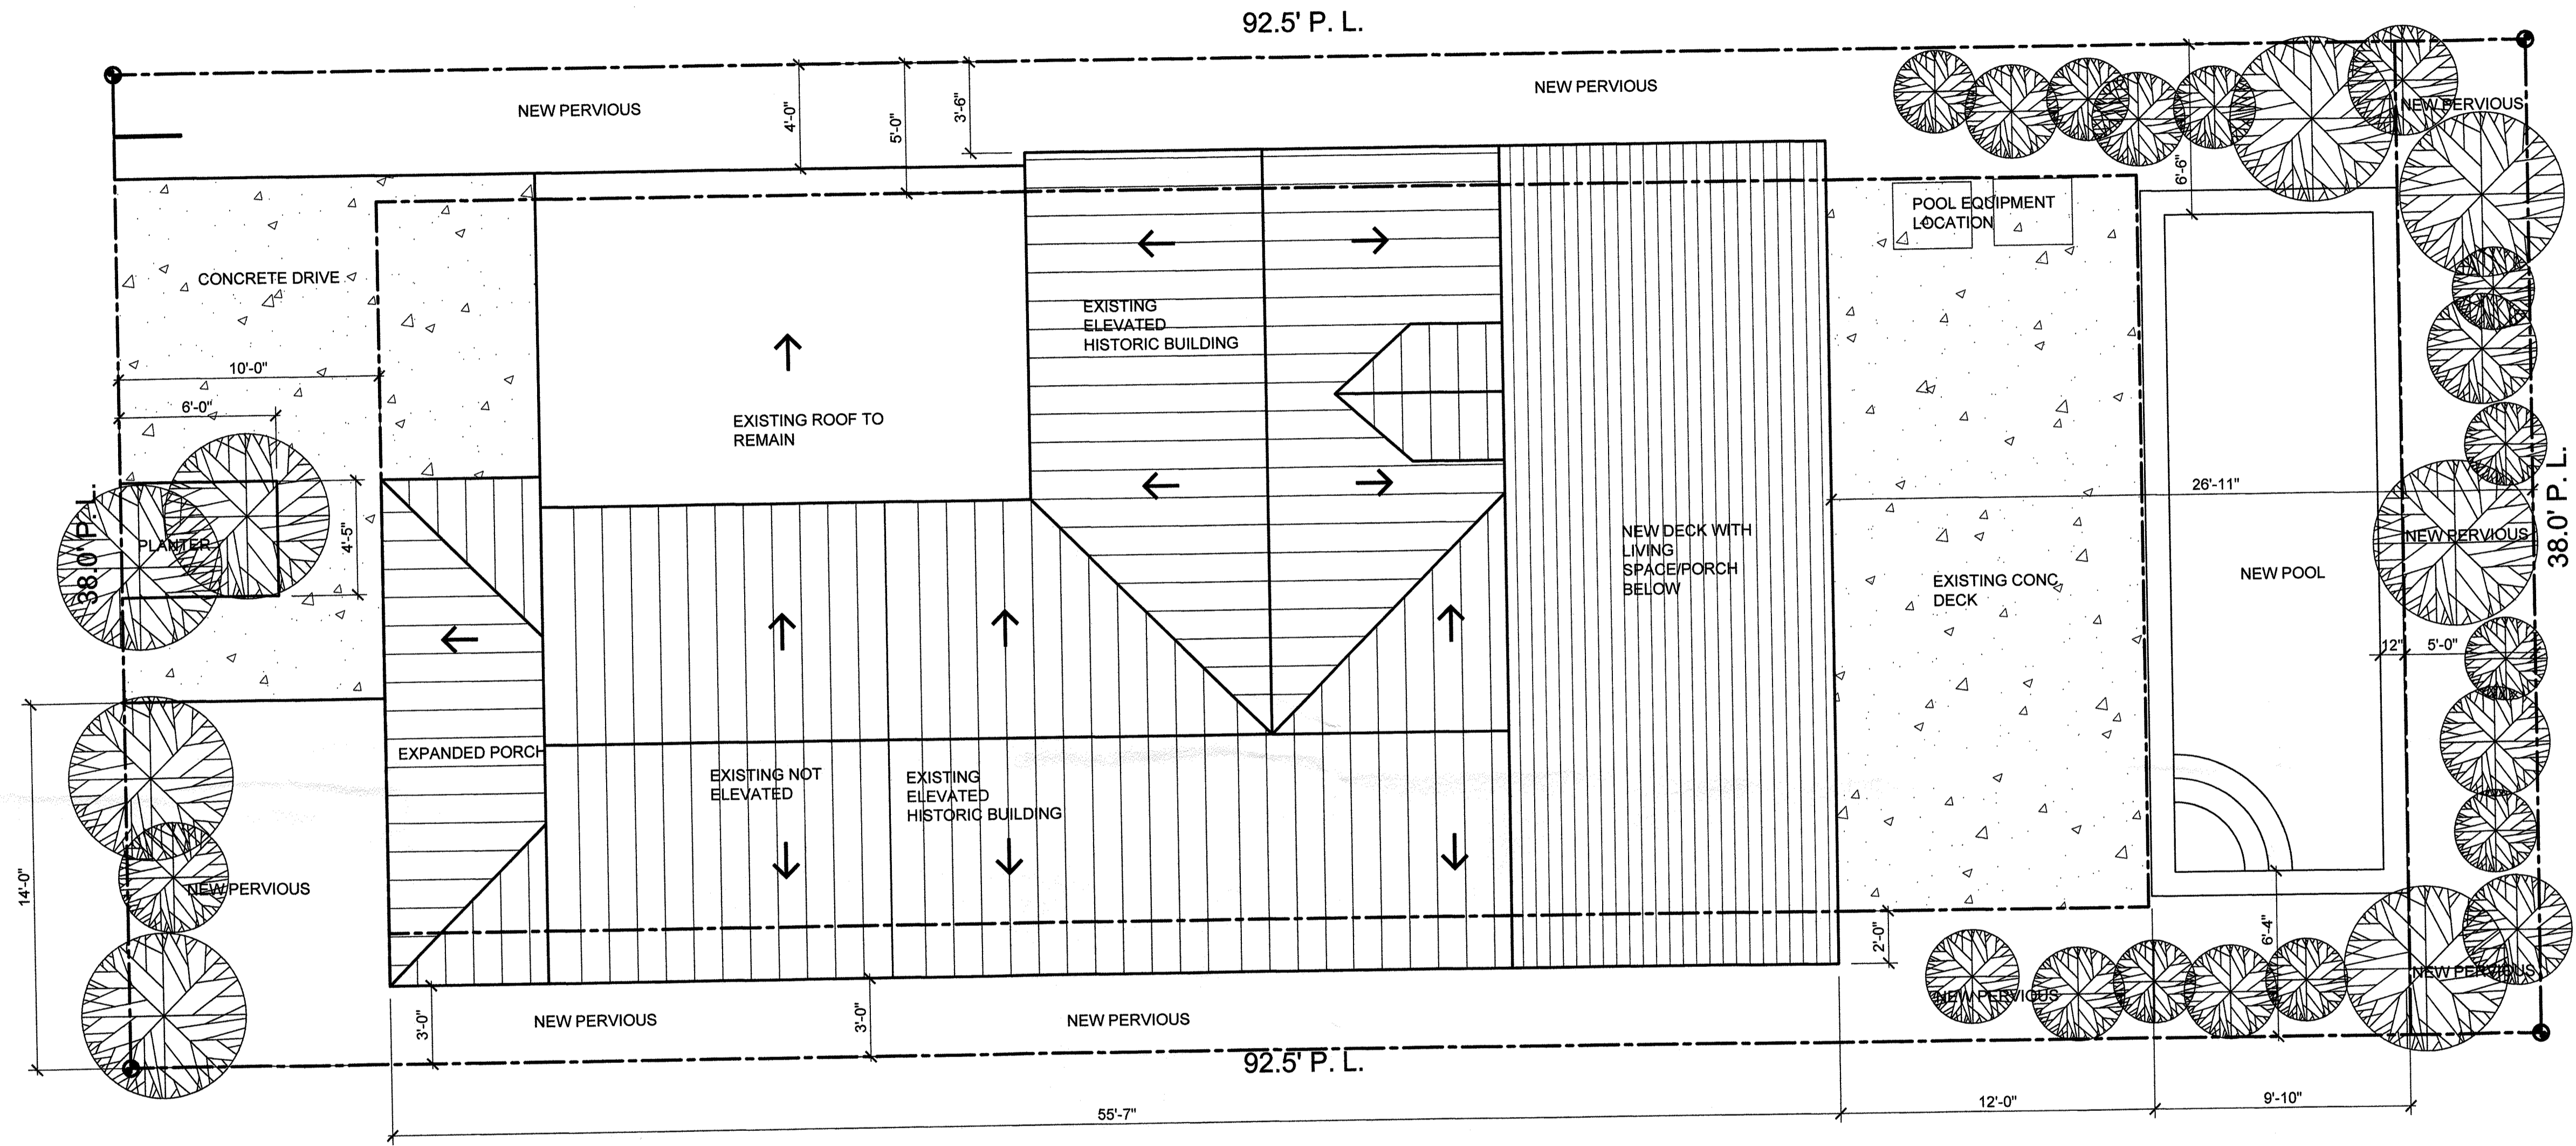 92.5' P. L.
NEW PERVIOUS
4'-0"
5'-0"
3'-6"
NEW PERVIOUS
NEW PERVIOUS
6'-6"
POOL EQUIPMENT
LOCATION
CONCRETE DRIVE
10'-0"
6'-0"
4'-5"
PLANTER
38.0' P. L.
EXISTING
ELEVATED
HISTORIC BUILDING
EXISTING ROOF TO
REMAIN
NEW DECK WITH
LIVING
SPACE/PORCH
BELOW
EXISTING CONC.
DECK
26'-11"
NEW POOL
NEW PERVIOUS
38.0' P. L.
12"
5'-0"
EXPANDED PORCH
EXISTING NOT
ELEVATED
EXISTING
ELEVATED
HISTORIC BUILDING
14'-0"
NEW PERVIOUS
2'-0"
6'-4"
NEW PERVIOUS
NEW PERVIOUS
3'-0"
NEW PERVIOUS
3'-0"
NEW PERVIOUS
92.5' P. L.
55'-7"
12'-0"
9'-10"